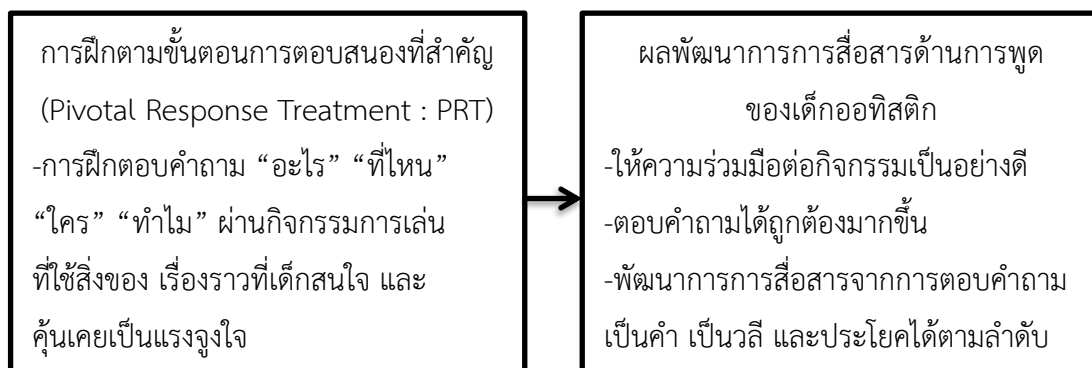 การฝึกตามขั้นตอนการตอบสนองที่สำคัญ
(Pivotal Response Treatment : PRT)
-การฝึกตอบคำถาม “อะไร” “ที่ไหน”
“ใคร” “ทำไม” ผ่านกิจกรรมการเล่น
ที่ใช้สิ่งของ เรื่องราวที่เด็กสนใจ และ
คุ้นเคยเป็นแรงจูงใจ
ผลพัฒนาการการสื่อสารด้านการพูด
ของเด็กออทิสติก
-ให้ความร่วมมือต่อกิจกรรมเป็นอย่างดี
-ตอบคำถามได้ถูกต้องมากขึ้น
-พัฒนาการการสื่อสารจากการตอบคำถาม
เป็นคำ เป็นวลี และประโยคได้ตามลำดับ